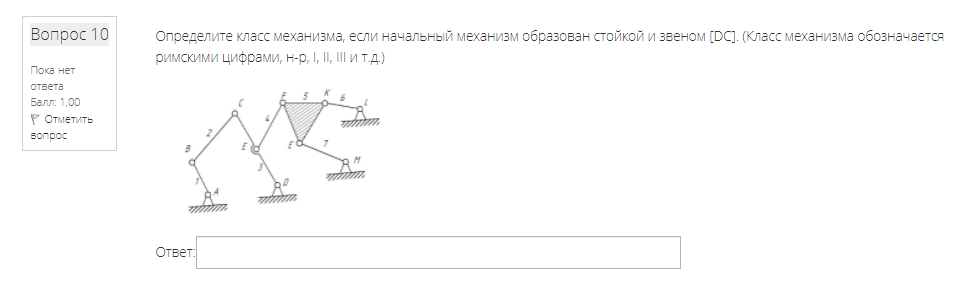 Вопрос 10
Пока нет
ответа
Балл: 1,00
Отметить
вопрос
Определите класс механизма, если начальный механизм образован стойкой и звеном [DC]. (Класс механизма обозначается
римскими цифрами, н-р, I, II, III и т.д.)
F 5 K 6 L
C
4
2
B E E 7
3 M
1 A D
Ответ: